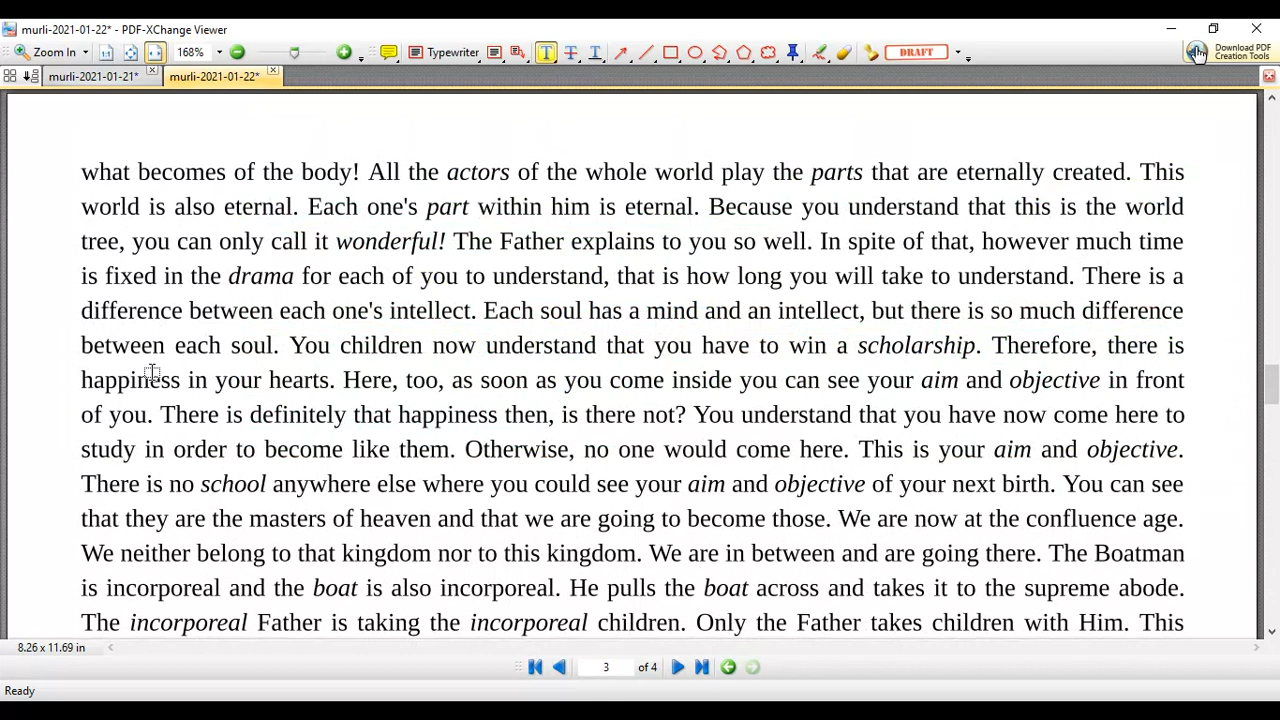 murli-2021-01-22* - PDF-XChange Viewer
Zoom In 168% Typewriter DRAFT Download PDF
Creation Tools
murli-2021-01-21* murli-2021-01-22*
what becomes of the body! All the actors of the whole world play the parts that are eternally created. This
world is also eternal. Each one's part within him is eternal. Because you understand that this is the world
tree, you can only call it wonderful! The Father explains to you so well. In spite of that, however much time
is fixed in the drama for each of you to understand, that is how long you will take to understand. There is a
difference between each one's intellect. Each soul has a mind and an intellect, but there is so much difference
between each soul. You children now understand that you have to win a scholarship. Therefore, there is
happiness in your hearts. Here, too, as soon as you come inside you can see your aim and objective in front
of you. There is definitely that happiness then, is there not? You understand that you have now come here to
study in order to become like them. Otherwise, no one would come here. This is your aim and objective.
There is no school anywhere else where you could see your aim and objective of your next birth. You can see
that they are the masters of heaven and that we are going to become those. We are now at the confluence age.
We neither belong to that kingdom nor to this kingdom. We are in between and are going there. The Boatman
is incorporeal and the boat is also incorporeal. He pulls the boat across and takes it to the supreme abode.
The incorporeal Father is taking the incorporeal children. Only the Father takes children with Him. This
8.26 x 11.69 in
3 of 4
Ready